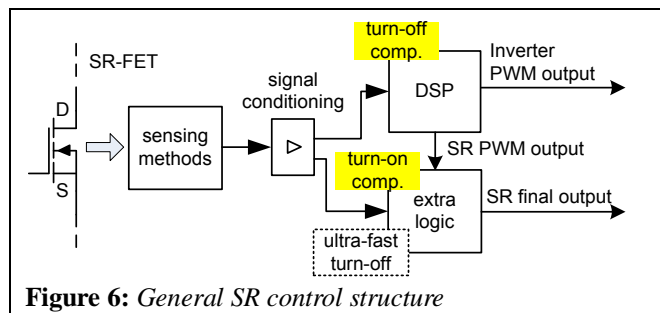 SR-FET
D
S
sensing
methods
signal
conditioning
turn-off
comp.
DSP
Inverter
PWM output
SR PWM output
turn-on
comp.
extra
logic
SR final output
ultra-fast
turn-off
Figure 6: General SR control structure